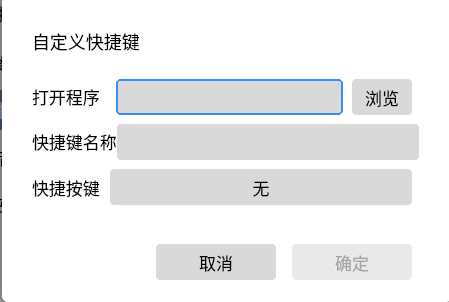 自定义快捷键
打开程序 浏览
快捷键名称
快捷按键 无
取消 确定